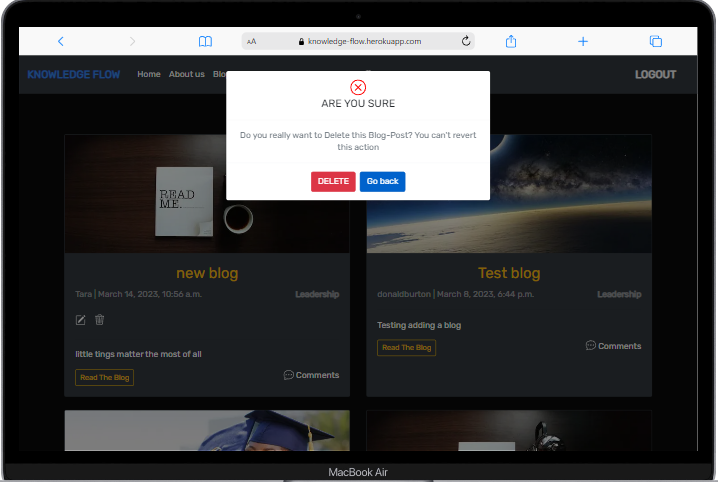 AA knowledge-flow.herokuapp.com
KNOWLEDGE FLOW Home About us LOGOUT
ARE YOU SURE
Do you really want to Delete this Blog-Post? You can't revert
this action
DELETE Go back
READ
ME.
new blog
Tara | March 14, 2023, 10:56 a.m. Leadership
little tings matter the most of all
Read The Blog Comments
Test blog
donaldburton | March 8, 2023, 6:44 p.m. Leadership
Testing adding a blog
Read The Blog Comments
MacBook Air